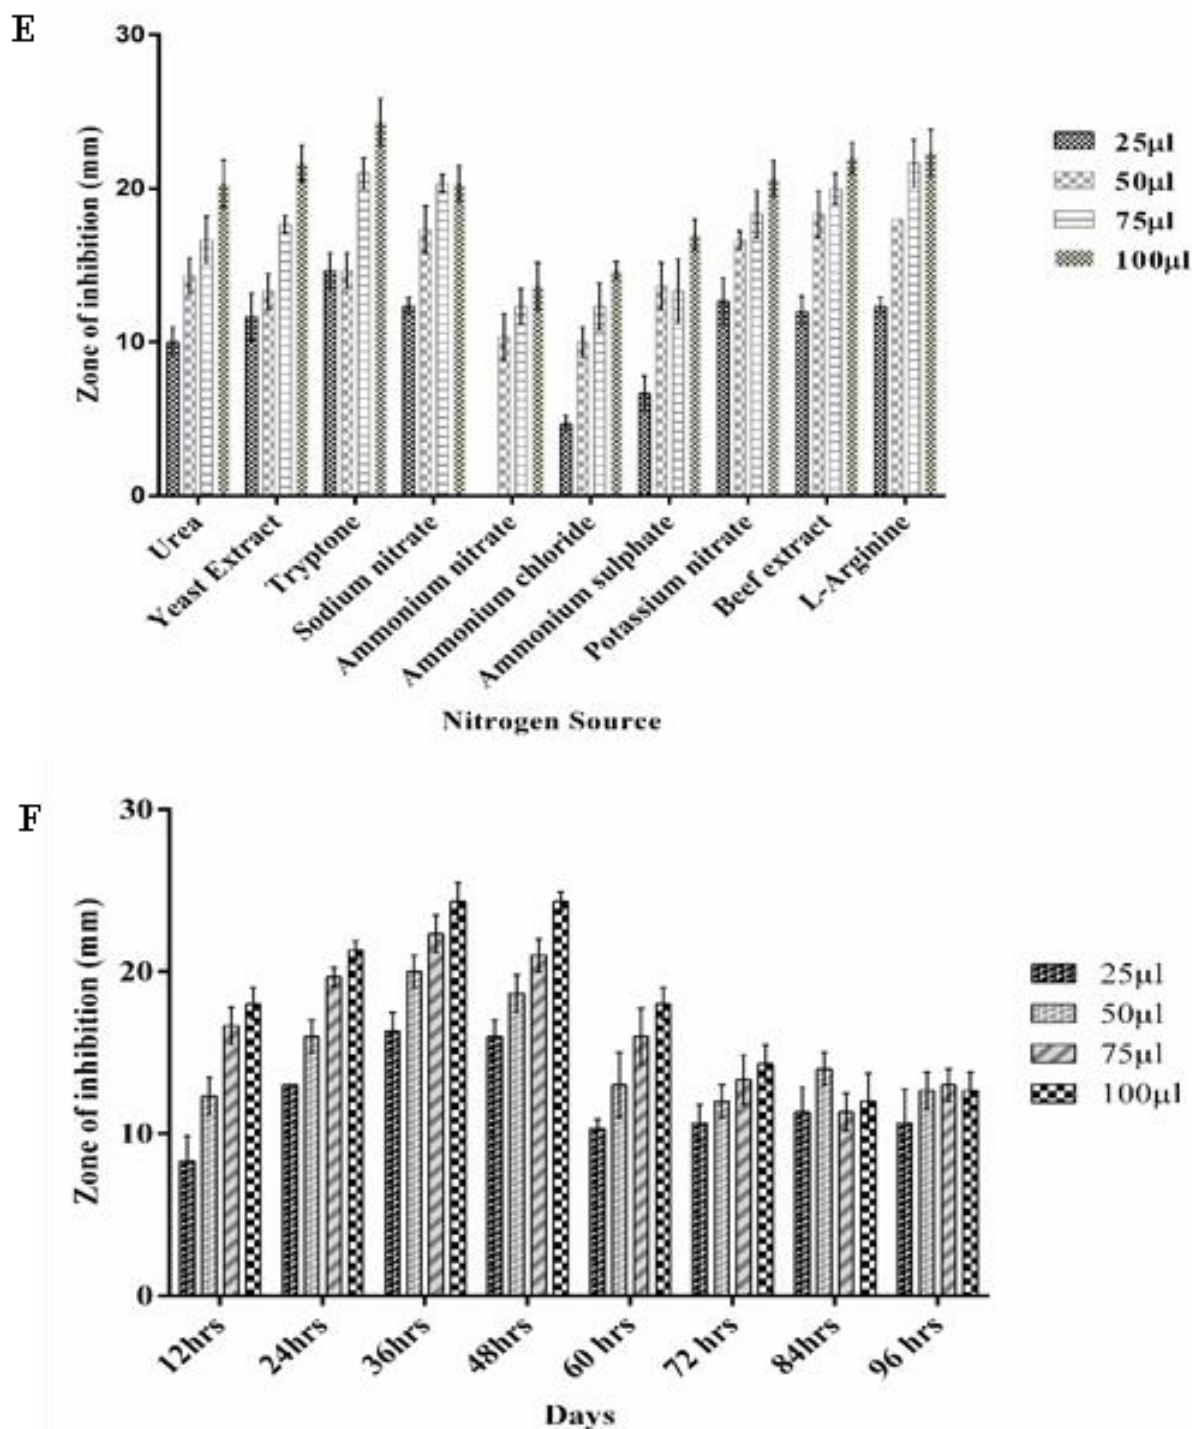 E
30
20
10
0
Zone of inhibition (mm)
25µl
50µl
75µl
100µl
Urea
Yeast Extract
Tryptone
Sodium nitrate
Ammonium nitrate
Ammonium chloride
Ammonium sulphate
Potassium nitrate
Beef extract
L-Arginine
Nitrogen Source
F
30
20
10
0
Zone of inhibition (mm)
25µl
50µl
75µl
100µl
12hrs
24hrs
36hrs
48hrs
60 hrs
72 hrs
84hrs
96 hrs
Days